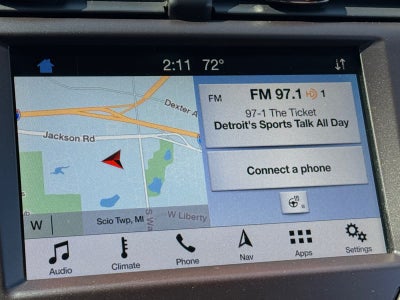 2:11 72°
Dexter A
Jackson Rd
W Liberty
S Wa
W
Scio Twp, MI
FM
FM 97.1 1
97-1 The Ticket
Detroit's Sports Talk All Day
Connect a phone
Audio
Climate
Phone
Nav
Apps
Settings